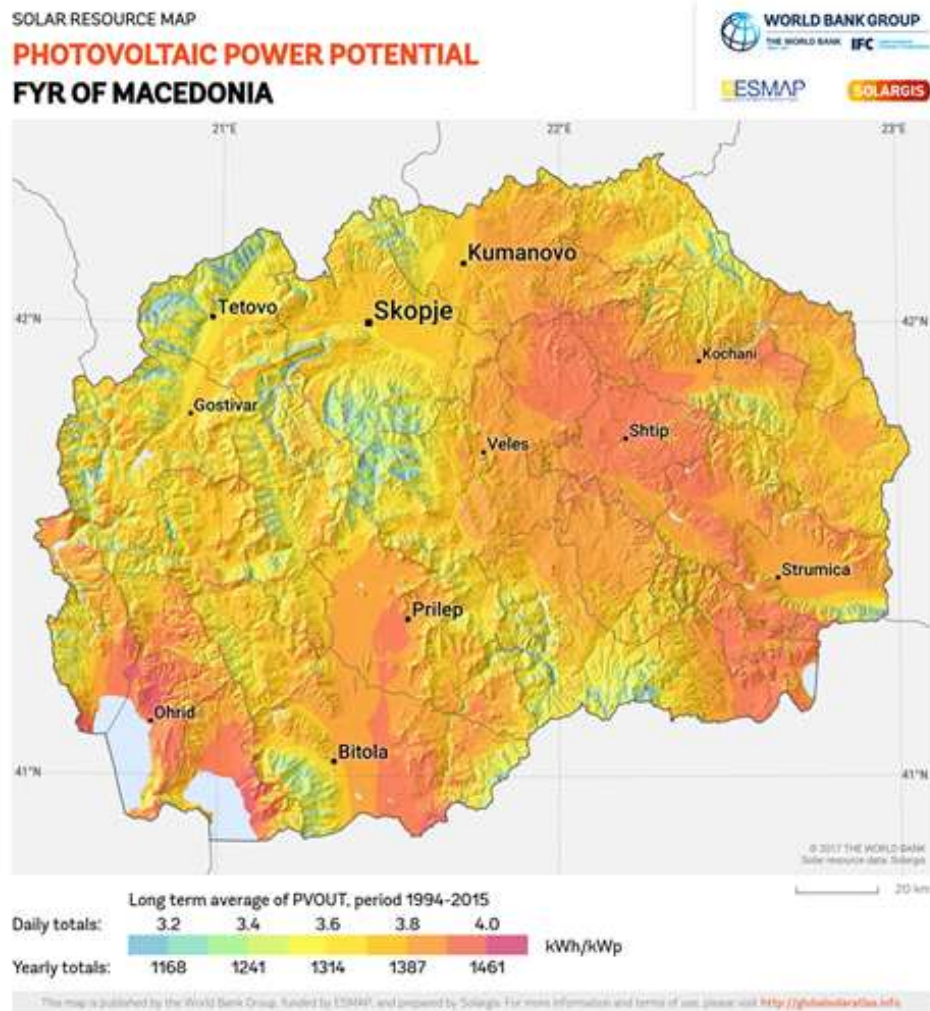 SOLAR RESOURCE MAP
PHOTOVOLTAIC POWER POTENTIAL
FYR OF MACEDONIA
WORLD BANK GROUP
THE WORLD BANK IFC
ESMAP SOLARGIS
21°E 22°E 23°E
Kumanovo
Tetovo
Skopje
42°N 42°N
Kochani
Gostivar
Shtip
Veles
Strumica
Prilep
Ohrid
Bitola
41°N 41°N
© 2017 THE WORLD BANK
Solar resource data: Solargis
20 km
Long term average of PVOUT, period 1994-2015
Daily totals: 3.2 3.4 3.6 3.8 4.0
kWh/kWp
Yearly totals: 1168 1241 1314 1387 1461
The map is published by the World Bank Group, funded by ESMAP, and prepared by Solargis. For more information and terms of use, please visit http://globalsolaratlas.info